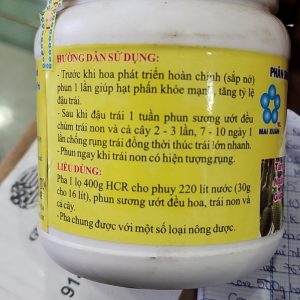 HƯỚNG DẪN SỬ DỤNG:
- Trước khi hoa phát triển hoàn chỉnh (sắp nở)
phun 1 lần giúp hạt phấn khỏe mạnh, tăng tỷ lệ
đậu trái.
- Sau khi đậu trái 1 tuần phun sương ướt đều
chùm trái non và cả cây 2 - 3 lần, 7 - 10 ngày 1
lần chống rụng trái đồng thời thúc trái lớn nhanh.
- Phun ngay khi trái non có hiện tượng rụng.
LIỀU DÙNG:
Pha 1 lọ 400g HCR cho phuy 220 lít nước (30g
cho 16 lít), phun sương ướt đều hoa, trái non và
cả cây.
- Pha chung được với một số loại nông dược.
PHÂN
MAI XUÂN